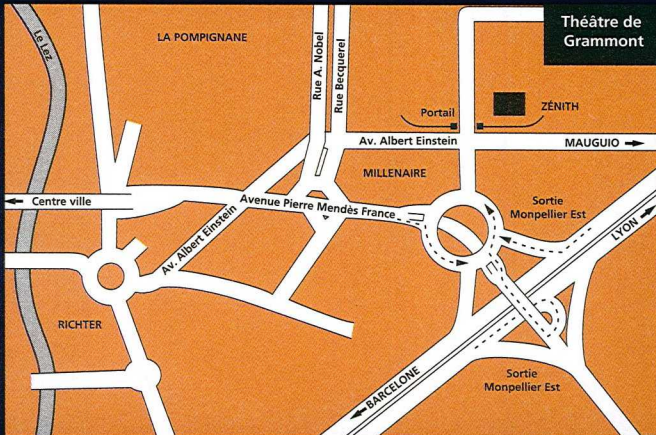 Théâtre de
Grammont
Le Lez
LA POMPIGNANE
Rue A. Nobel
Rue Becquerel
Portail
ZÉNITH
Av. Albert Einstein
MAUGUIO
MILLENAIRE
Centre ville
Avenue Pierre Mendès France
Sortie
Monpellier Est
LYON
Av. Albert Einstein
RICHTER
Sortie
Monpellier Est
BARCELONE